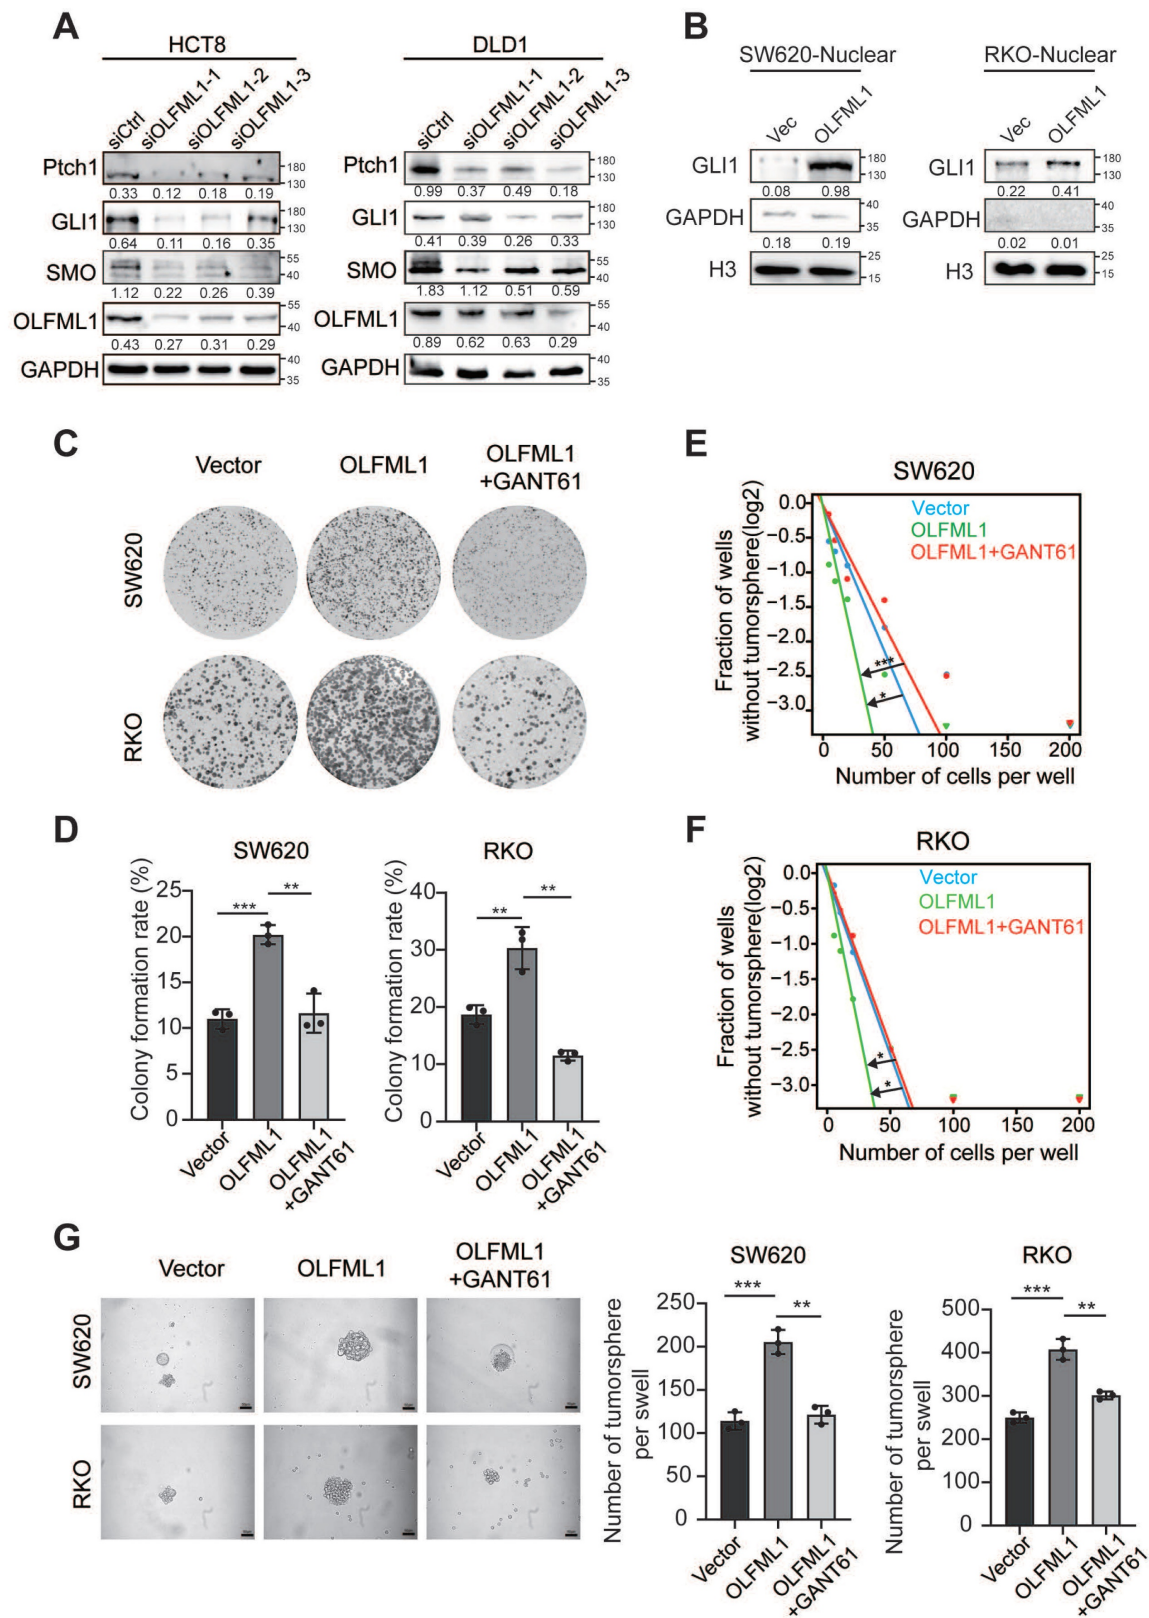 A
HCT8
siCtrl
siOLFML1-1
siOLFML1-2
siOLFML1-3
Ptch1
180
130
0.33 0.12 0.18 0.19
GLI1
180
130
0.64 0.11 0.16 0.35
SMO
55
40
1.12 0.22 0.26 0.39
OLFML1
55
40
0.43 0.27 0.31 0.29
GAPDH
40
35
DLD1
siCtrl
siOLFML1-1
siOLFML1-2
siOLFML1-3
Ptch1
180
130
0.99 0.37 0.49 0.18
GLI1
180
130
0.41 0.39 0.26 0.33
SMO
55
40
1.83 1.12 0.51 0.59
OLFML1
55
40
0.89 0.62 0.63 0.29
GAPDH
40
35
B
SW620-Nuclear
Vec
OLFML1
GLI1
180
130
0.08 0.98
GAPDH
40
35
0.18 0.19
H3
25
15
RKO-Nuclear
Vec
OLFML1
GLI1
180
130
0.22 0.41
GAPDH
40
35
0.02 0.01
H3
25
15
C
Vector
OLFML1
OLFML1
+GANT61
SW620
RKO
D
SW620
Colony formation rate (%)
25
20
15
10
5
0
***
**
Vector
OLFML1
OLFML1
+GANT61
RKO
Colony formation rate (%)
40
30
20
10
0
**
**
Vector
OLFML1
OLFML1
+GANT61
E
SW620
Fraction of wells
without tumorsphere(log2)
0.0
−0.5
−1.0
−1.5
−2.0
−2.5
−3.0
Vector
OLFML1
OLFML1+GANT61
***
*
0 50 100 150 200
Number of cells per well
F
RKO
Fraction of wells
without tumorsphere(log2)
0.0
−0.5
−1.0
−1.5
−2.0
−2.5
−3.0
Vector
OLFML1
OLFML1+GANT61
*
*
0 50 100 150 200
Number of cells per well
G
Vector
OLFML1
OLFML1
+GANT61
SW620
RKO
SW620
Number of tumorsphere
per swell
250
200
150
100
50
0
***
**
Vector
OLFML1
OLFML1
+GANT61
RKO
Number of tumorsphere
per swell
500
400
300
200
100
0
***
**
Vector
OLFML1
OLFML1
+GANT61